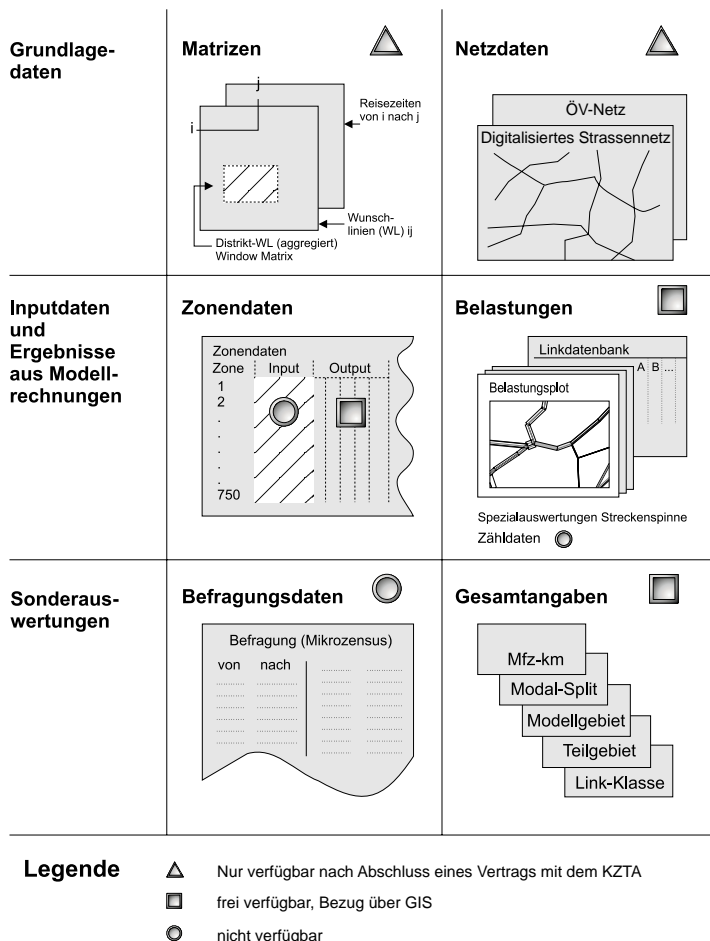 Grundlage-
daten
Matrizen
j
i
Reisezeiten
von i nach j
Wunsch-
linien (WL) ij
Distrikt-WL (aggregiert)
Window Matrix
Netzdaten
ÖV-Netz
Digitalisiertes Strassennetz
Inputdaten
und
Ergebnisse
aus Modell-
rechnungen
Zonendaten
Zonendaten
Zone Input Output
1
2
.
.
.
.
.
750
Belastungen
Linkdatenbank
A B ...
Belastungsplot
Spezialauswertungen Streckenspinne
Zähldaten
Sonderaus-
wertungen
Befragungsdaten
Befragung (Mikrozensus)
von nach
Gesamtangaben
Mfz-km
Modal-Split
Modellgebiet
Teilgebiet
Link-Klasse
Legende
Nur verfügbar nach Abschluss eines Vertrags mit dem KZTA
frei verfügbar, Bezug über GIS
nicht verfügbar